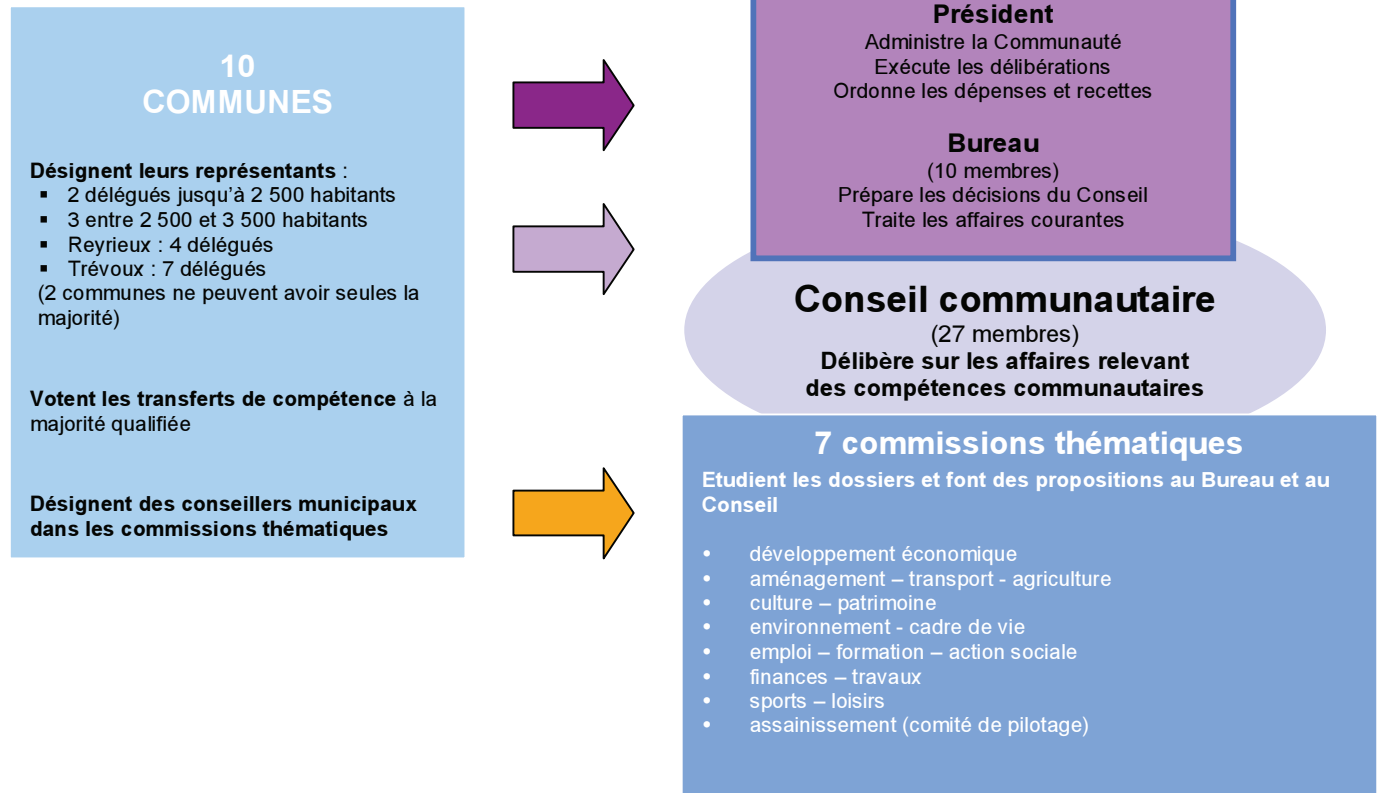 10
COMMUNES
Désignent leurs représentants :
▪ 2 délégués jusqu’à 2 500 habitants
▪ 3 entre 2 500 et 3 500 habitants
▪ Reyrieux : 4 délégués
▪ Trévoux : 7 délégués
(2 communes ne peuvent avoir seules la
majorité)
Votent les transferts de compétence à la
majorité qualifiée
Désignent des conseillers municipaux
dans les commissions thématiques
Président
Administre la Communauté
Exécute les délibérations
Ordonne les dépenses et recettes
Bureau
(10 membres)
Prépare les décisions du Conseil
Traite les affaires courantes
Conseil communautaire
(27 membres)
Délibère sur les affaires relevant
des compétences communautaires
7 commissions thématiques
Etudient les dossiers et font des propositions au Bureau et au
Conseil
• développement économique
• aménagement – transport - agriculture
• culture – patrimoine
• environnement - cadre de vie
• emploi – formation – action sociale
• finances – travaux
• sports – loisirs
• assainissement (comité de pilotage)